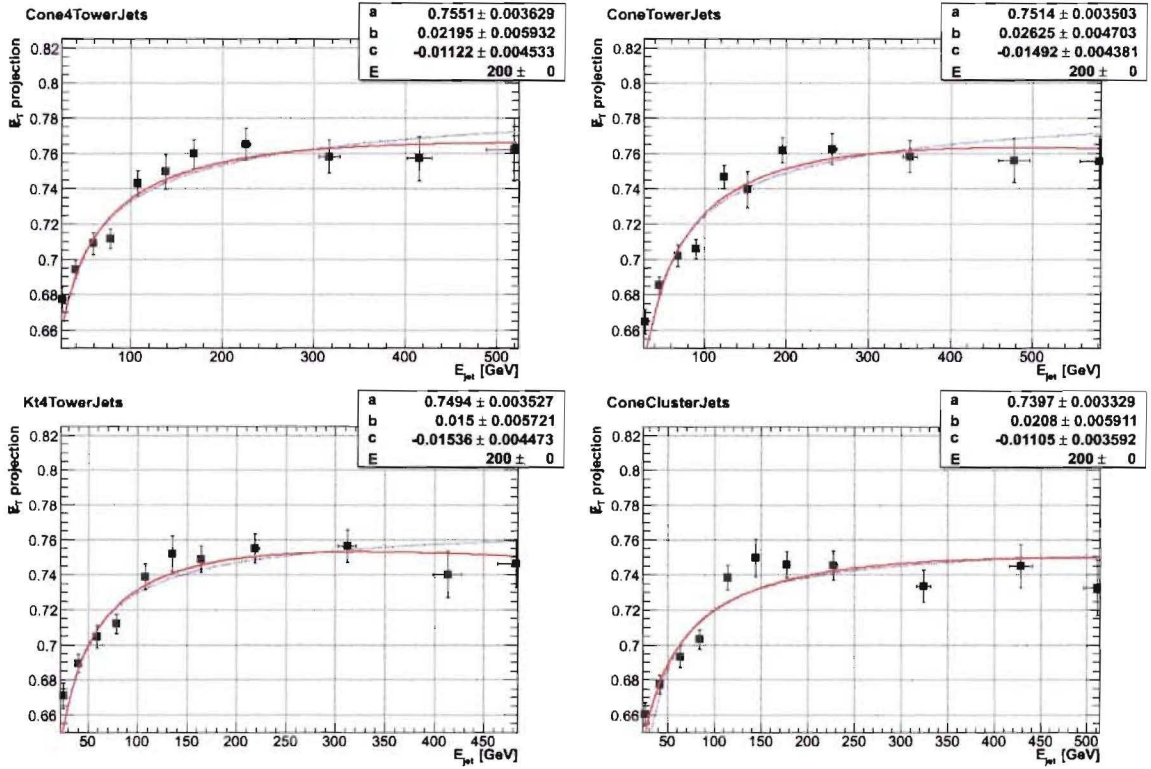 Cone4TowerJets
a 0.7551 ± 0.003629
b 0.02195 ± 0.005932
c -0.01122 ± 0.004533
E 200 ± 0
E̸_T projection
0.82
0.8
0.78
0.76
0.74
0.72
0.7
0.68
0.66
100 200 300 400 500
E_jet [GeV]
ConeTowerJets
a 0.7514 ± 0.003503
b 0.02625 ± 0.004703
c -0.01492 ± 0.004381
E 200 ± 0
E̸_T projection
0.82
0.8
0.78
0.76
0.74
0.72
0.7
0.68
0.66
100 200 300 400 500
E_jet [GeV]
Kt4TowerJets
a 0.7494 ± 0.003527
b 0.015 ± 0.005721
c -0.01536 ± 0.004473
E 200 ± 0
E̸_T projection
0.82
0.8
0.78
0.76
0.74
0.72
0.7
0.68
0.66
50 100 150 200 250 300 350 400 450
E_jet [GeV]
ConeClusterJets
a 0.7397 ± 0.003329
b 0.0208 ± 0.005911
c -0.01105 ± 0.003592
E 200 ± 0
E̸_T projection
0.82
0.8
0.78
0.76
0.74
0.72
0.7
0.68
0.66
50 100 150 200 250 300 350 400 450 500
E_jet [GeV]